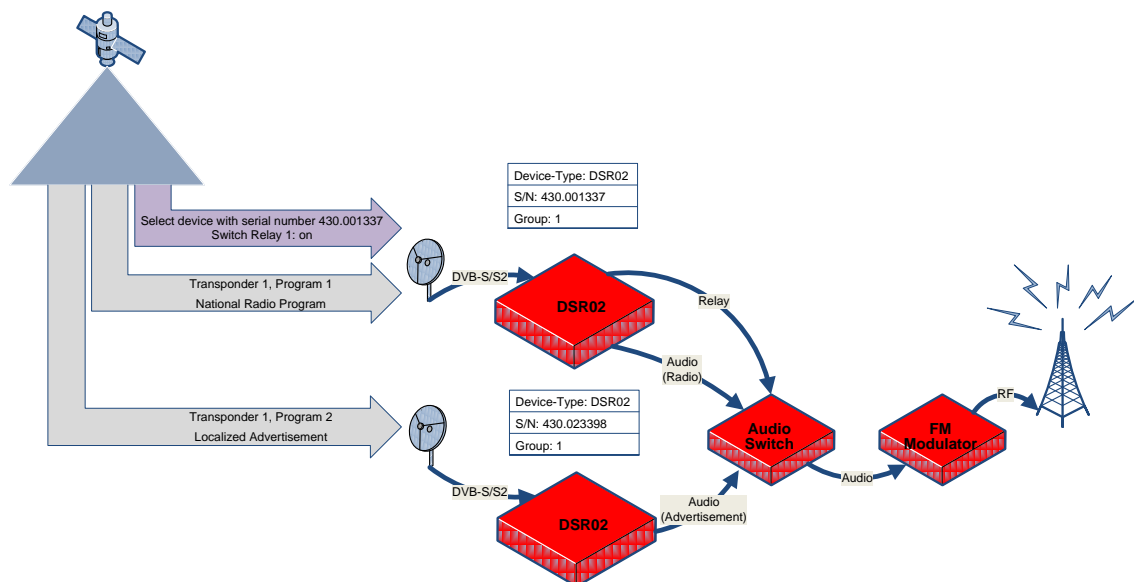 Device-Type: DSR02
S/N: 430.001337
Group: 1
Select device with serial number 430.001337
Switch Relay 1: on
Transponder 1, Program 1
National Radio Program
DVB-S/S2
DSR02
Relay
Audio
(Radio)
Transponder 1, Program 2
Localized Advertisement
Device-Type: DSR02
S/N: 430.023398
Group: 1
DVB-S/S2
DSR02
Audio
(Advertisement)
Audio
Switch
Audio
FM
Modulator
RF